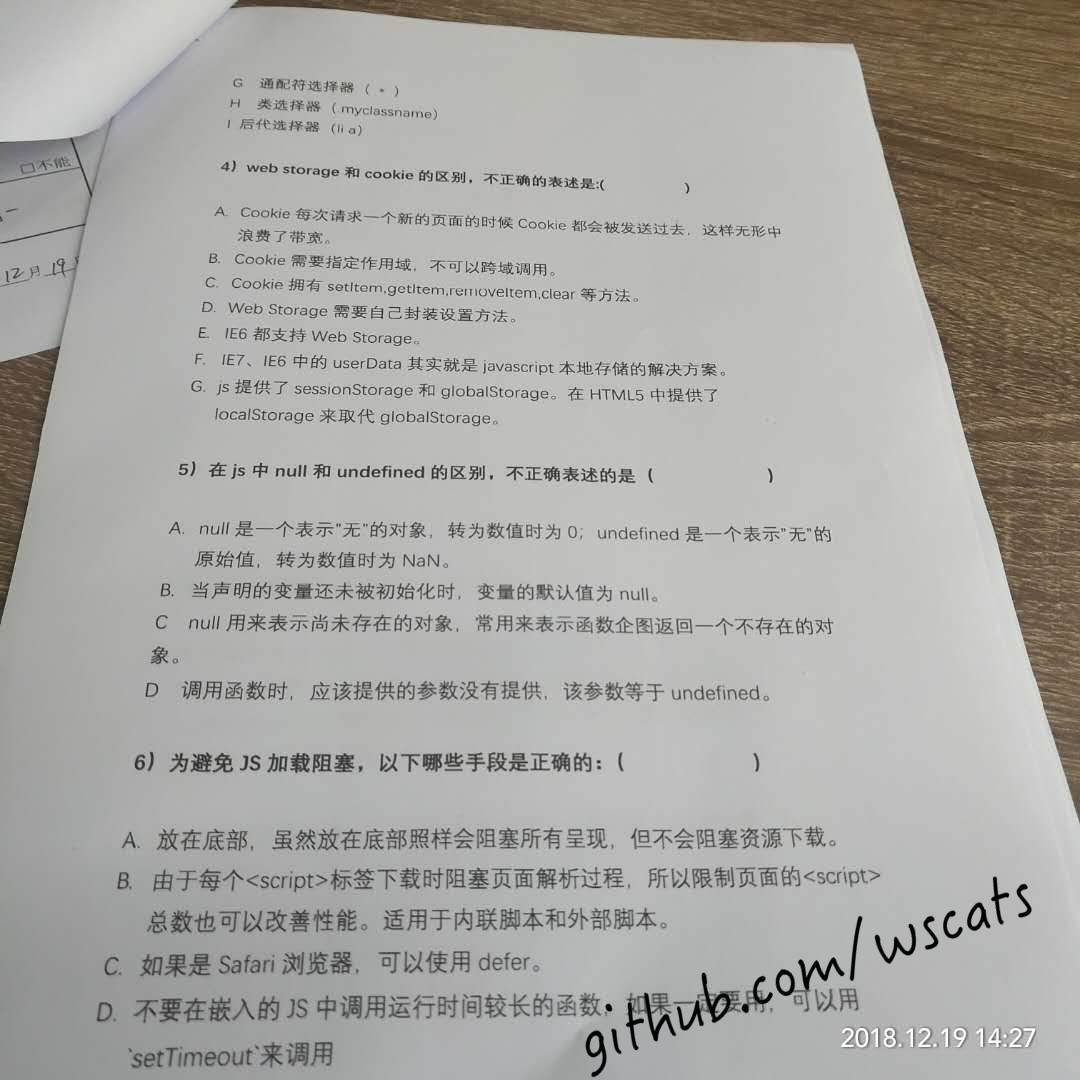 G 通配符选择器（ * ）
H 类选择器（.myclassname）
I 后代选择器（li a）
4）web storage 和 cookie 的区别，不正确的表述是:( )
A. Cookie 每次请求一个新的页面的时候 Cookie 都会被发送过去，这样无形中
浪费了带宽。
B. Cookie 需要指定作用域，不可以跨域调用。
C. Cookie 拥有 setItem,getItem,removeItem,clear 等方法。
D. Web Storage 需要自己封装设置方法。
E. IE6 都支持 Web Storage。
F. IE7、IE6 中的 userData 其实就是 javascript 本地存储的解决方案。
G. js 提供了 sessionStorage 和 globalStorage。在 HTML5 中提供了
localStorage 来取代 globalStorage。
5）在 js 中 null 和 undefined 的区别，不正确表述的是（ ）
A. null 是一个表示"无"的对象，转为数值时为 0；undefined 是一个表示"无"的
原始值，转为数值时为 NaN。
B. 当声明的变量还未被初始化时，变量的默认值为 null。
C null 用来表示尚未存在的对象，常用来表示函数企图返回一个不存在的对
象。
D 调用函数时，应该提供的参数没有提供，该参数等于 undefined。
6）为避免 JS 加载阻塞，以下哪些手段是正确的：（ ）
A. 放在底部，虽然放在底部照样会阻塞所有呈现，但不会阻塞资源下载。
B. 由于每个<script>标签下载时阻塞页面解析过程，所以限制页面的<script>
总数也可以改善性能。适用于内联脚本和外部脚本。
C. 如果是 Safari 浏览器，可以使用 defer。
D. 不要在嵌入的 JS 中调用运行时间较长的函数，如果一定要用，可以用
`setTimeout`来调用
□不能
12月19
github.com/wscats
2018.12.19 14:27